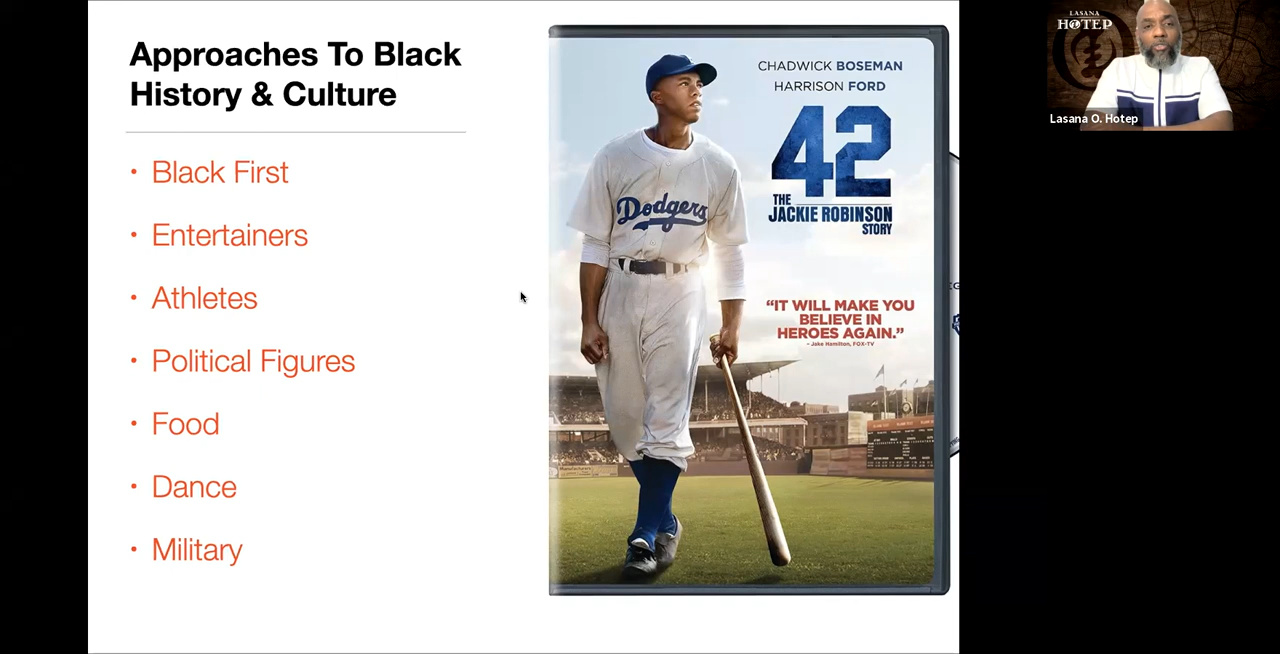 Approaches To Black
History & Culture
• Black First
• Entertainers
• Athletes
• Political Figures
• Food
• Dance
• Military
CHADWICK BOSEMAN
HARRISON FORD
42
THE
JACKIE ROBINSON
STORY
Dodgers
“IT WILL MAKE YOU
BELIEVE IN
HEROES AGAIN.”
- Jake Hamilton, FOX-TV
LASANA
HOTEP
Lasana O. Hotep